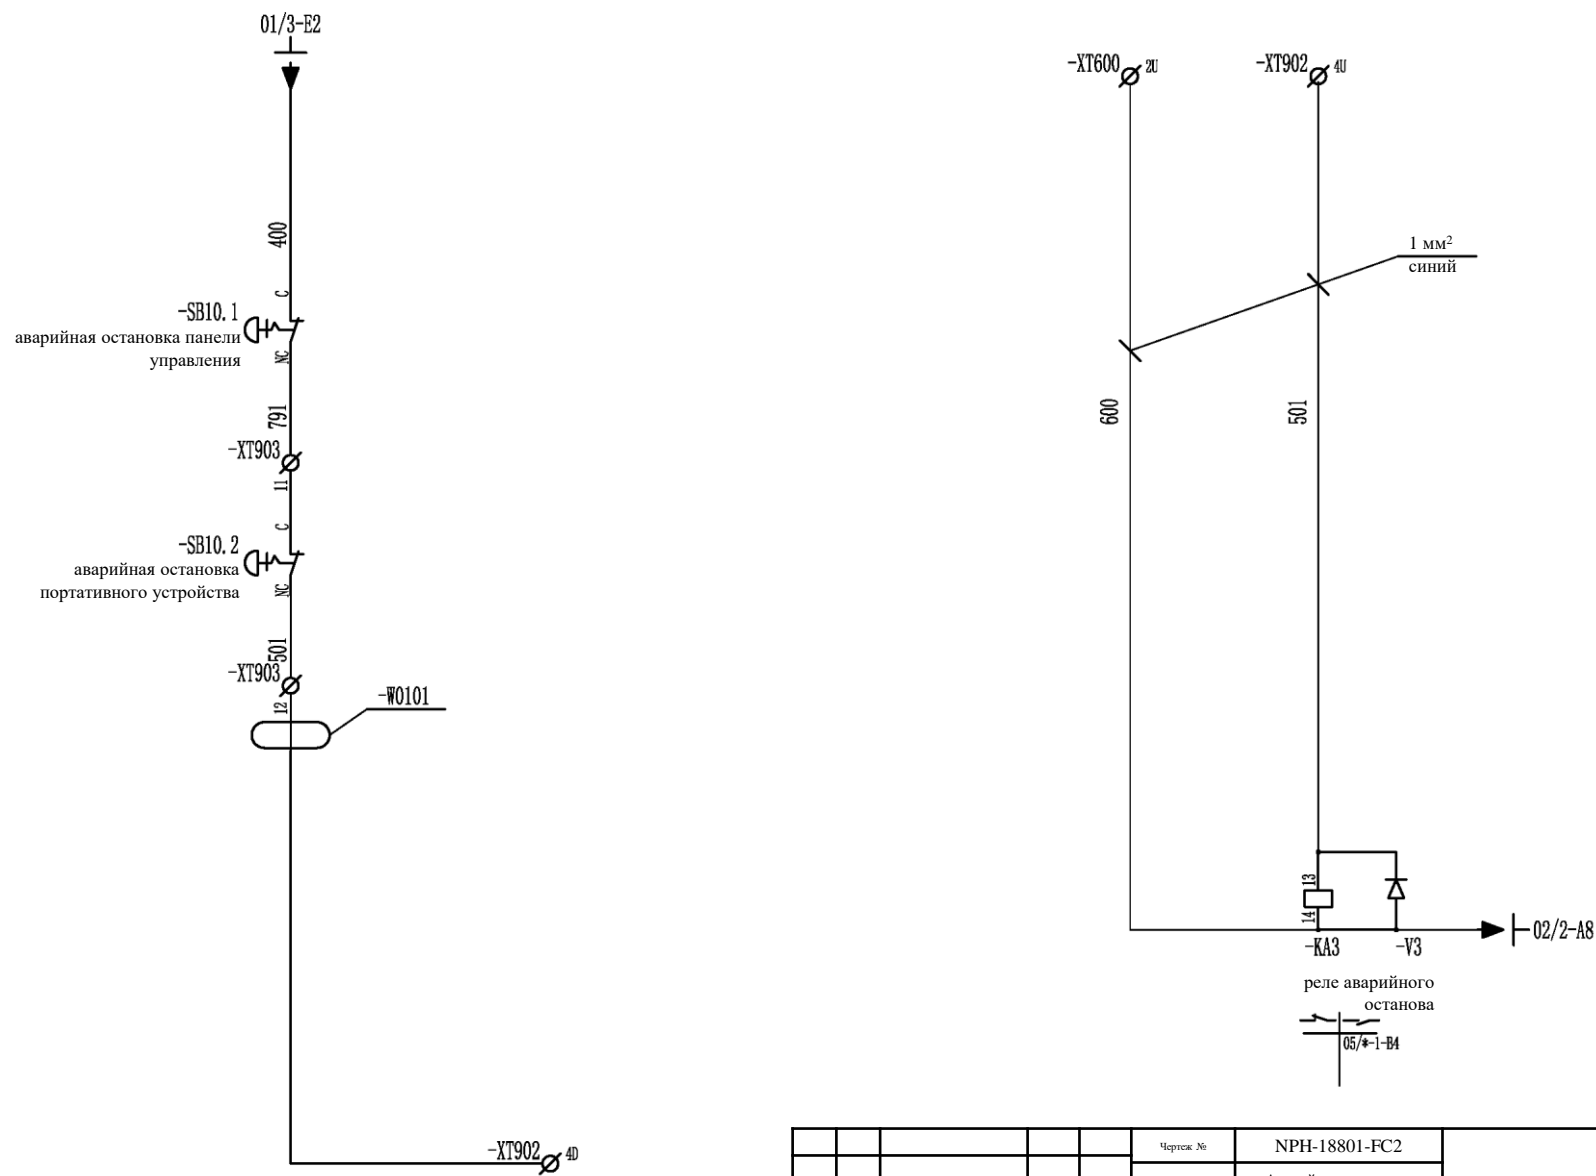 01/3-E2
400
C
-SB10.1
аварийная остановка панели
управления
NC
791
-XT903
11
C
-SB10.2
аварийная остановка
портативного устройства
NC
501
-XT903
12
-W0101
-XT902 4D
-XT600 2U
-XT902 4U
1 мм²
синий
600
501
13
14
-KA3
-V3
02/2-A8
реле аварийного
останова
05/*-1-B4
Чертеж №
NPH-18801-FC2